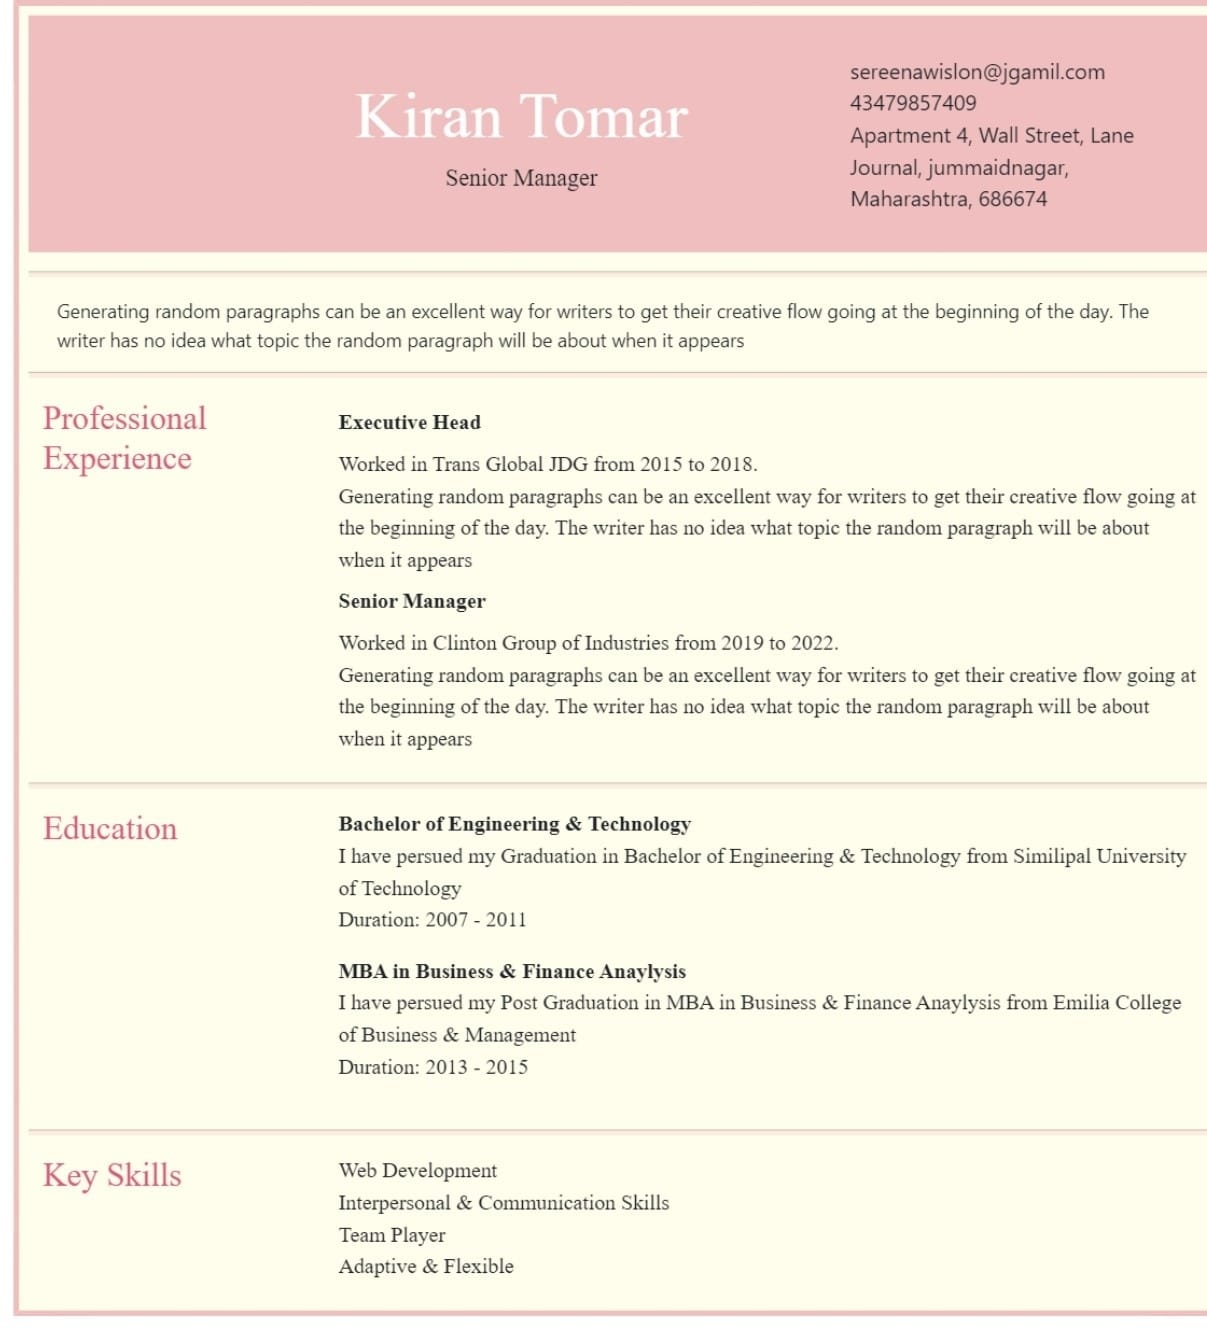 Kiran Tomar
Senior Manager
sereenawislon@jgamil.com
43479857409
Apartment 4, Wall Street, Lane
Journal, jummaidnagar,
Maharashtra, 686674
Generating random paragraphs can be an excellent way for writers to get their creative flow going at the beginning of the day. The
writer has no idea what topic the random paragraph will be about when it appears
Professional
Experience
Executive Head
Worked in Trans Global JDG from 2015 to 2018.
Generating random paragraphs can be an excellent way for writers to get their creative flow going at
the beginning of the day. The writer has no idea what topic the random paragraph will be about
when it appears
Senior Manager
Worked in Clinton Group of Industries from 2019 to 2022.
Generating random paragraphs can be an excellent way for writers to get their creative flow going at
the beginning of the day. The writer has no idea what topic the random paragraph will be about
when it appears
Education
Bachelor of Engineering & Technology
I have persued my Graduation in Bachelor of Engineering & Technology from Similipal University
of Technology
Duration: 2007 - 2011
MBA in Business & Finance Anaylysis
I have persued my Post Graduation in MBA in Business & Finance Anaylysis from Emilia College
of Business & Management
Duration: 2013 - 2015
Key Skills
Web Development
Interpersonal & Communication Skills
Team Player
Adaptive & Flexible